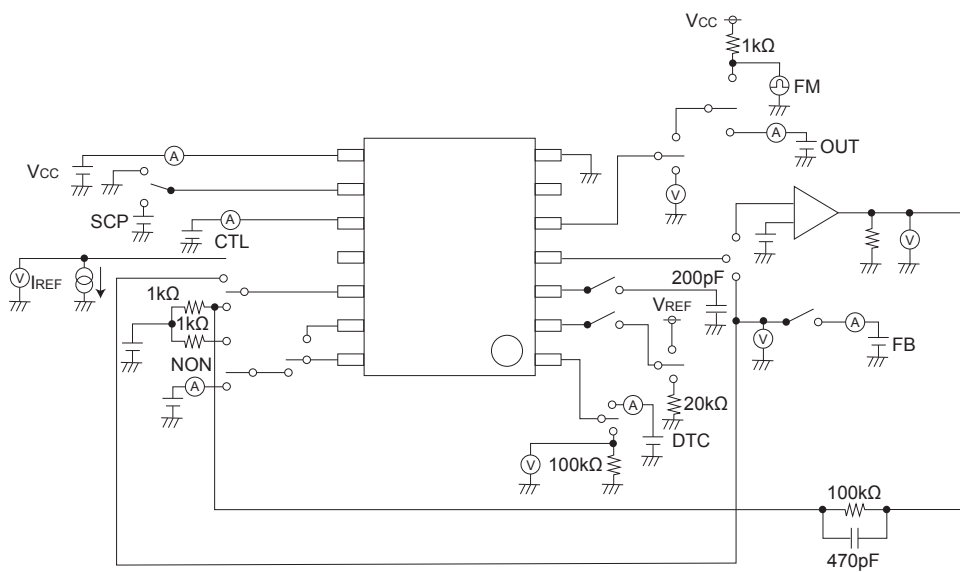 VCC
1kΩ
FM
A
OUT
VCC
A
V
SCP
A
CTL
V
IREF
200pF
V
1kΩ
1kΩ
VREF
V
A
FB
NON
A
20kΩ
A
DTC
V
100kΩ
100kΩ
470pF